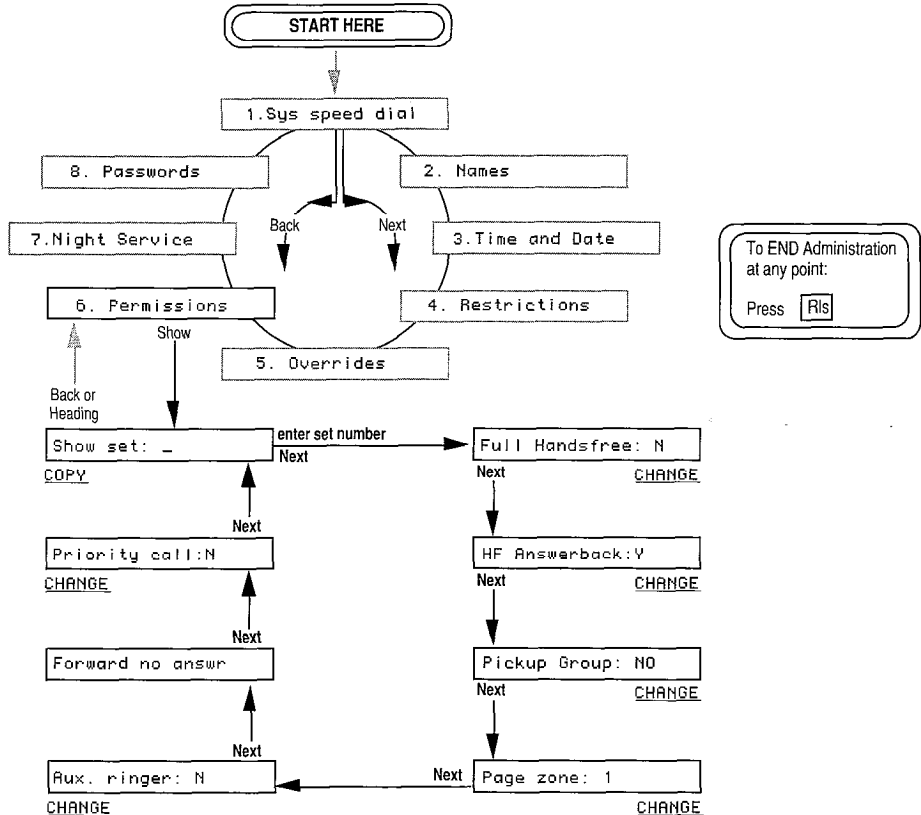 START HERE
1.Sys speed dial
8. Passwords
2. Names
Back
Next
7.Night Service
3.Time and Date
To END Administration
at any point:
Press Rls
6. Permissions
4. Restrictions
Show
5. Overrides
Back or
Heading
Show set: _
enter set number
Next
Full Handsfree: N
COPY
Next
CHANGE
Next
Priority call:N
HF Answerback:Y
CHANGE
Next
CHANGE
Next
Forward no answr
Pickup Group: NO
Next
CHANGE
Next
Aux. ringer: N
Next
Page zone: 1
CHANGE
CHANGE